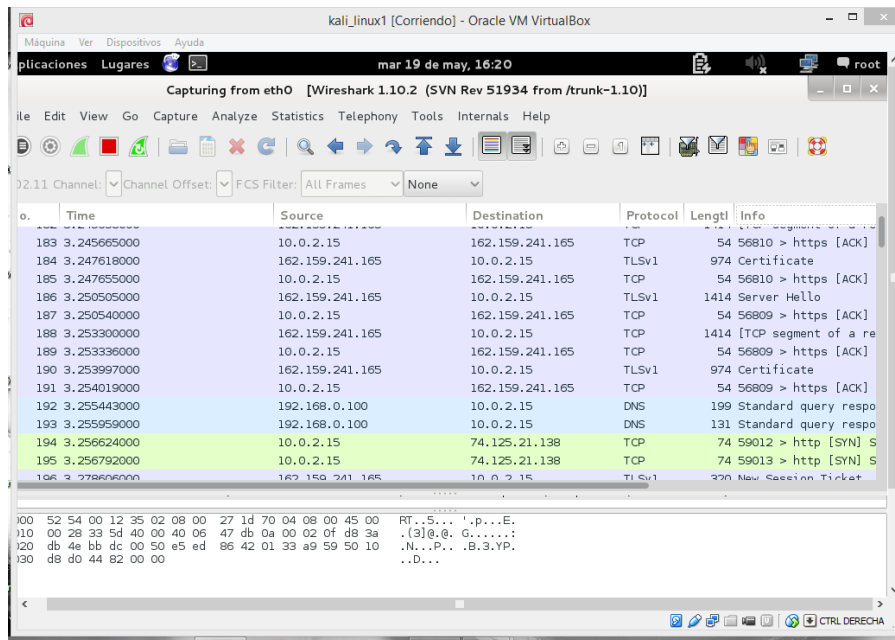 kali_linux1 [Corriendo] - Oracle VM VirtualBox
Máquina Ver Dispositivos Ayuda
plicaciones Lugares mar 19 de may, 16:20 root
Capturing from eth0 [Wireshark 1.10.2 (SVN Rev 51934 from /trunk-1.10)]
ile Edit View Go Capture Analyze Statistics Telephony Tools Internals Help
02.11 Channel: Channel Offset: FCS Filter: All Frames None
o. Time Source Destination Protocol Lengtl Info
183 3.245665000 10.0.2.15 162.159.241.165 TCP 54 56810 > https [ACK]
184 3.247618000 162.159.241.165 10.0.2.15 TLSv1 974 Certificate
185 3.247655000 10.0.2.15 162.159.241.165 TCP 54 56810 > https [ACK]
186 3.250505000 162.159.241.165 10.0.2.15 TLSv1 1414 Server Hello
187 3.250540000 10.0.2.15 162.159.241.165 TCP 54 56809 > https [ACK]
188 3.253300000 162.159.241.165 10.0.2.15 TCP 1414 [TCP segment of a re
189 3.253336000 10.0.2.15 162.159.241.165 TCP 54 56809 > https [ACK]
190 3.253997000 162.159.241.165 10.0.2.15 TLSv1 974 Certificate
191 3.254019000 10.0.2.15 162.159.241.165 TCP 54 56809 > https [ACK]
192 3.255443000 192.168.0.100 10.0.2.15 DNS 199 Standard query respo
193 3.255959000 192.168.0.100 10.0.2.15 DNS 131 Standard query respo
194 3.256624000 10.0.2.15 74.125.21.138 TCP 74 59012 > http [SYN] S
195 3.256792000 10.0.2.15 74.125.21.138 TCP 74 59013 > http [SYN] S
196 3.278606000 162.159.241.165 10.0.2.15 TLSv1 320 New Session Ticket
000 52 54 00 12 35 02 08 00 27 1d 70 04 08 00 45 00 RT..5... '.p...E.
010 00 28 33 5d 40 00 40 06 47 db 0a 00 02 0f d8 3a .(3]@.@. G......:
020 db 4e bb dc 00 50 e5 ed 86 42 01 33 a9 59 50 10 .N...P.. .B.3.YP.
030 d8 d0 44 82 00 00 ..D...
CTRL DERECHA